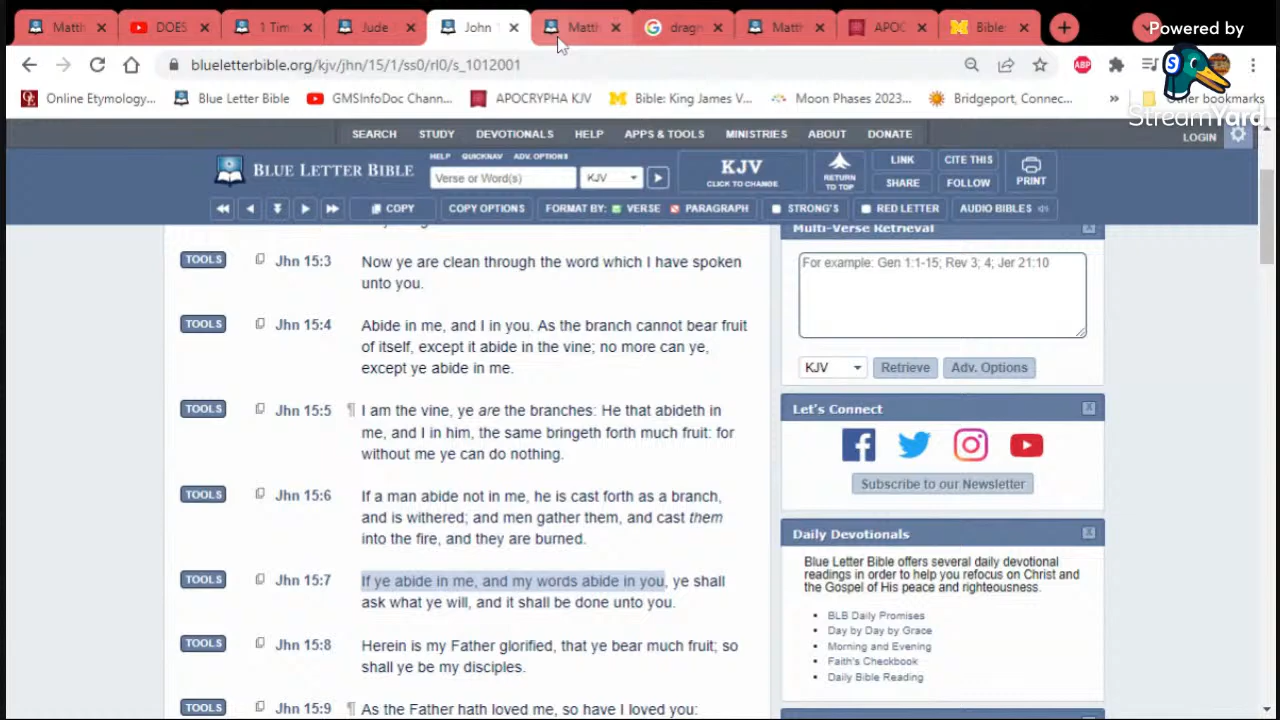 Matth
DOES
1 Tim
Jude
John
Matth
drag
Matth
APOC
Bible:
Powered by
StreamYard
blueletterbible.org/kjv/jhn/15/1/ss0/rl0/s_1012001
ABP
Online Etymology...
Blue Letter Bible
GMSInfoDoc Chann...
APOCRYPHA KJV
Bible: King James V...
Moon Phases 2023...
Bridgeport, Connec...
»
Other bookmarks
SEARCH STUDY DEVOTIONALS HELP APPS & TOOLS MINISTRIES ABOUT DONATE
LOGIN
BLUE LETTER BIBLE
HELP QUICKNAV ADV. OPTIONS
Verse or Word(s)
KJV
KJV
CLICK TO CHANGE
RETURN
TO TOP
LINK
CITE THIS
SHARE
FOLLOW
PRINT
COPY
COPY OPTIONS
FORMAT BY: VERSE PARAGRAPH
STRONG'S
RED LETTER
AUDIO BIBLES
TOOLS
Jhn 15:3
Now ye are clean through the word which I have spoken
unto you.
TOOLS
Jhn 15:4
Abide in me, and I in you. As the branch cannot bear fruit
of itself, except it abide in the vine; no more can ye,
except ye abide in me.
TOOLS
Jhn 15:5
¶ I am the vine, ye are the branches: He that abideth in
me, and I in him, the same bringeth forth much fruit: for
without me ye can do nothing.
TOOLS
Jhn 15:6
If a man abide not in me, he is cast forth as a branch,
and is withered; and men gather them, and cast them
into the fire, and they are burned.
TOOLS
Jhn 15:7
If ye abide in me, and my words abide in you, ye shall
ask what ye will, and it shall be done unto you.
TOOLS
Jhn 15:8
Herein is my Father glorified, that ye bear much fruit; so
shall ye be my disciples.
TOOLS
Jhn 15:9
¶ As the Father hath loved me, so have I loved you:
Multi-Verse Retrieval
For example: Gen 1:1-15; Rev 3; 4; Jer 21:10
KJV
Retrieve
Adv. Options
Let's Connect
Subscribe to our Newsletter
Daily Devotionals
Blue Letter Bible offers several daily devotional
readings in order to help you refocus on Christ and
the Gospel of His peace and righteousness.
BLB Daily Promises
Day by Day by Grace
Morning and Evening
Faith's Checkbook
Daily Bible Reading